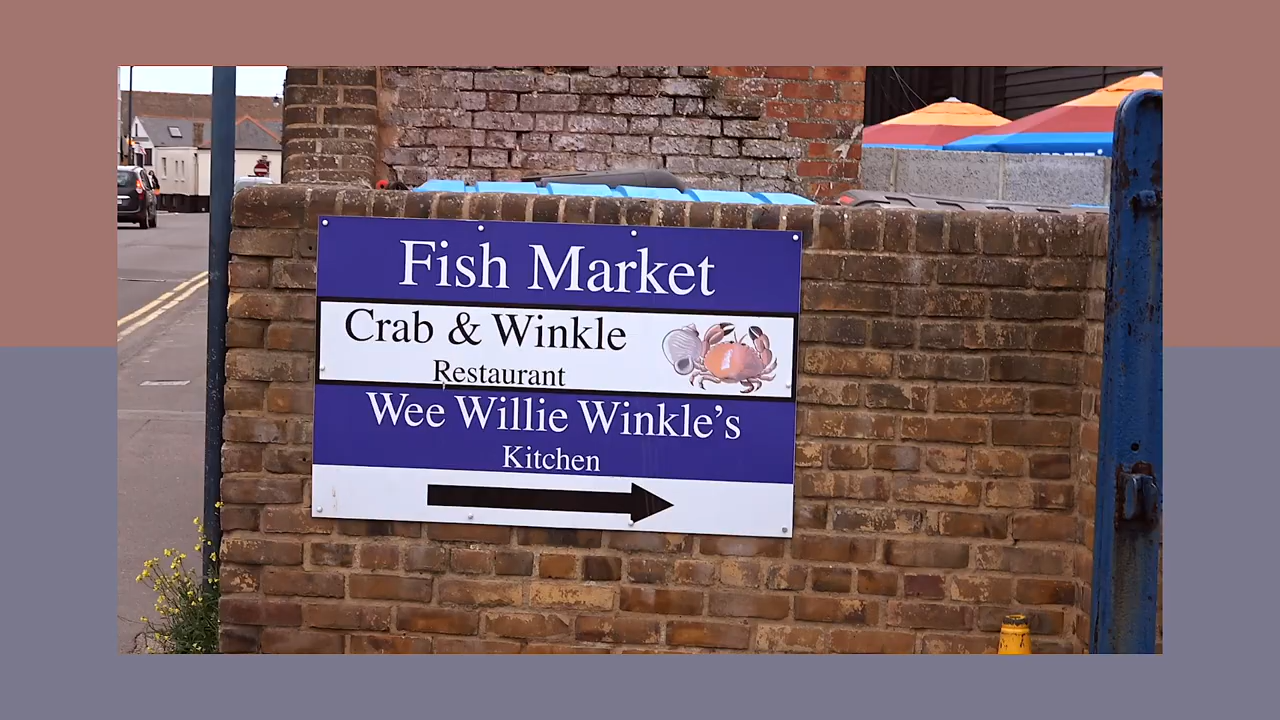 Fish Market
Crab & Winkle
Restaurant
Wee Willie Winkle's
Kitchen